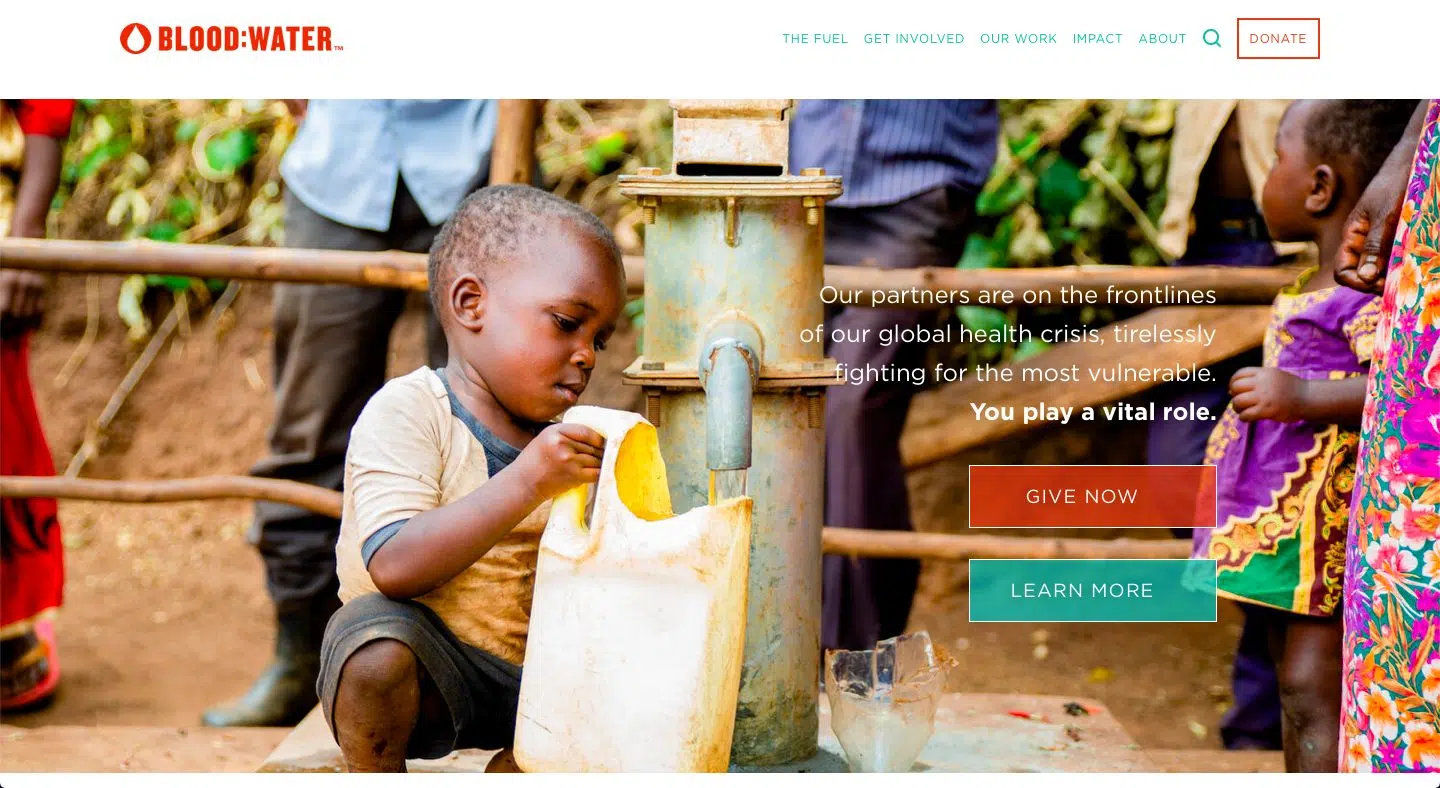 BLOOD:WATER™
THE FUEL GET INVOLVED OUR WORK IMPACT ABOUT DONATE
Our partners are on the frontlines
of our global health crisis, tirelessly
fighting for the most vulnerable.
You play a vital role.
GIVE NOW
LEARN MORE